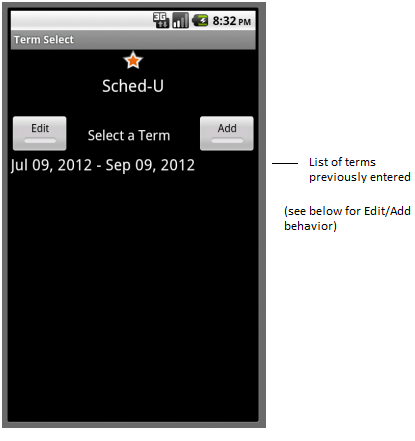 3G 8:32 PM
Term Select
Sched-U
Edit Select a Term Add
Jul 09, 2012 - Sep 09, 2012
List of terms
previously entered
(see below for Edit/Add
behavior)